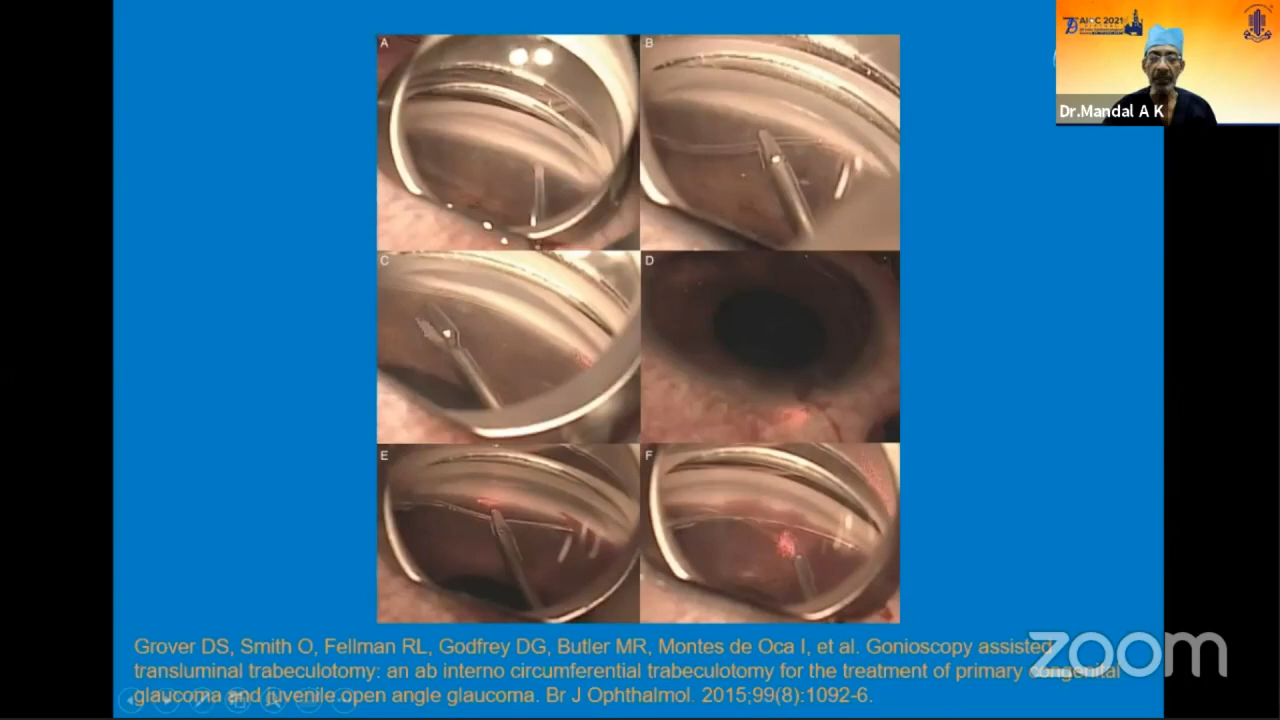 A
B
C
D
E
F
AIOC 2021
Dr.Mandal A K
Grover DS, Smith O, Fellman RL, Godfrey DG, Butler MR, Montes de Oca I, et al. Gonioscopy assisted
transluminal trabeculotomy: an ab interno circumferential trabeculotomy for the treatment of primary congenital
glaucoma and juvenile open angle glaucoma. Br J Ophthalmol. 2015;99(8):1092-6.
zoom